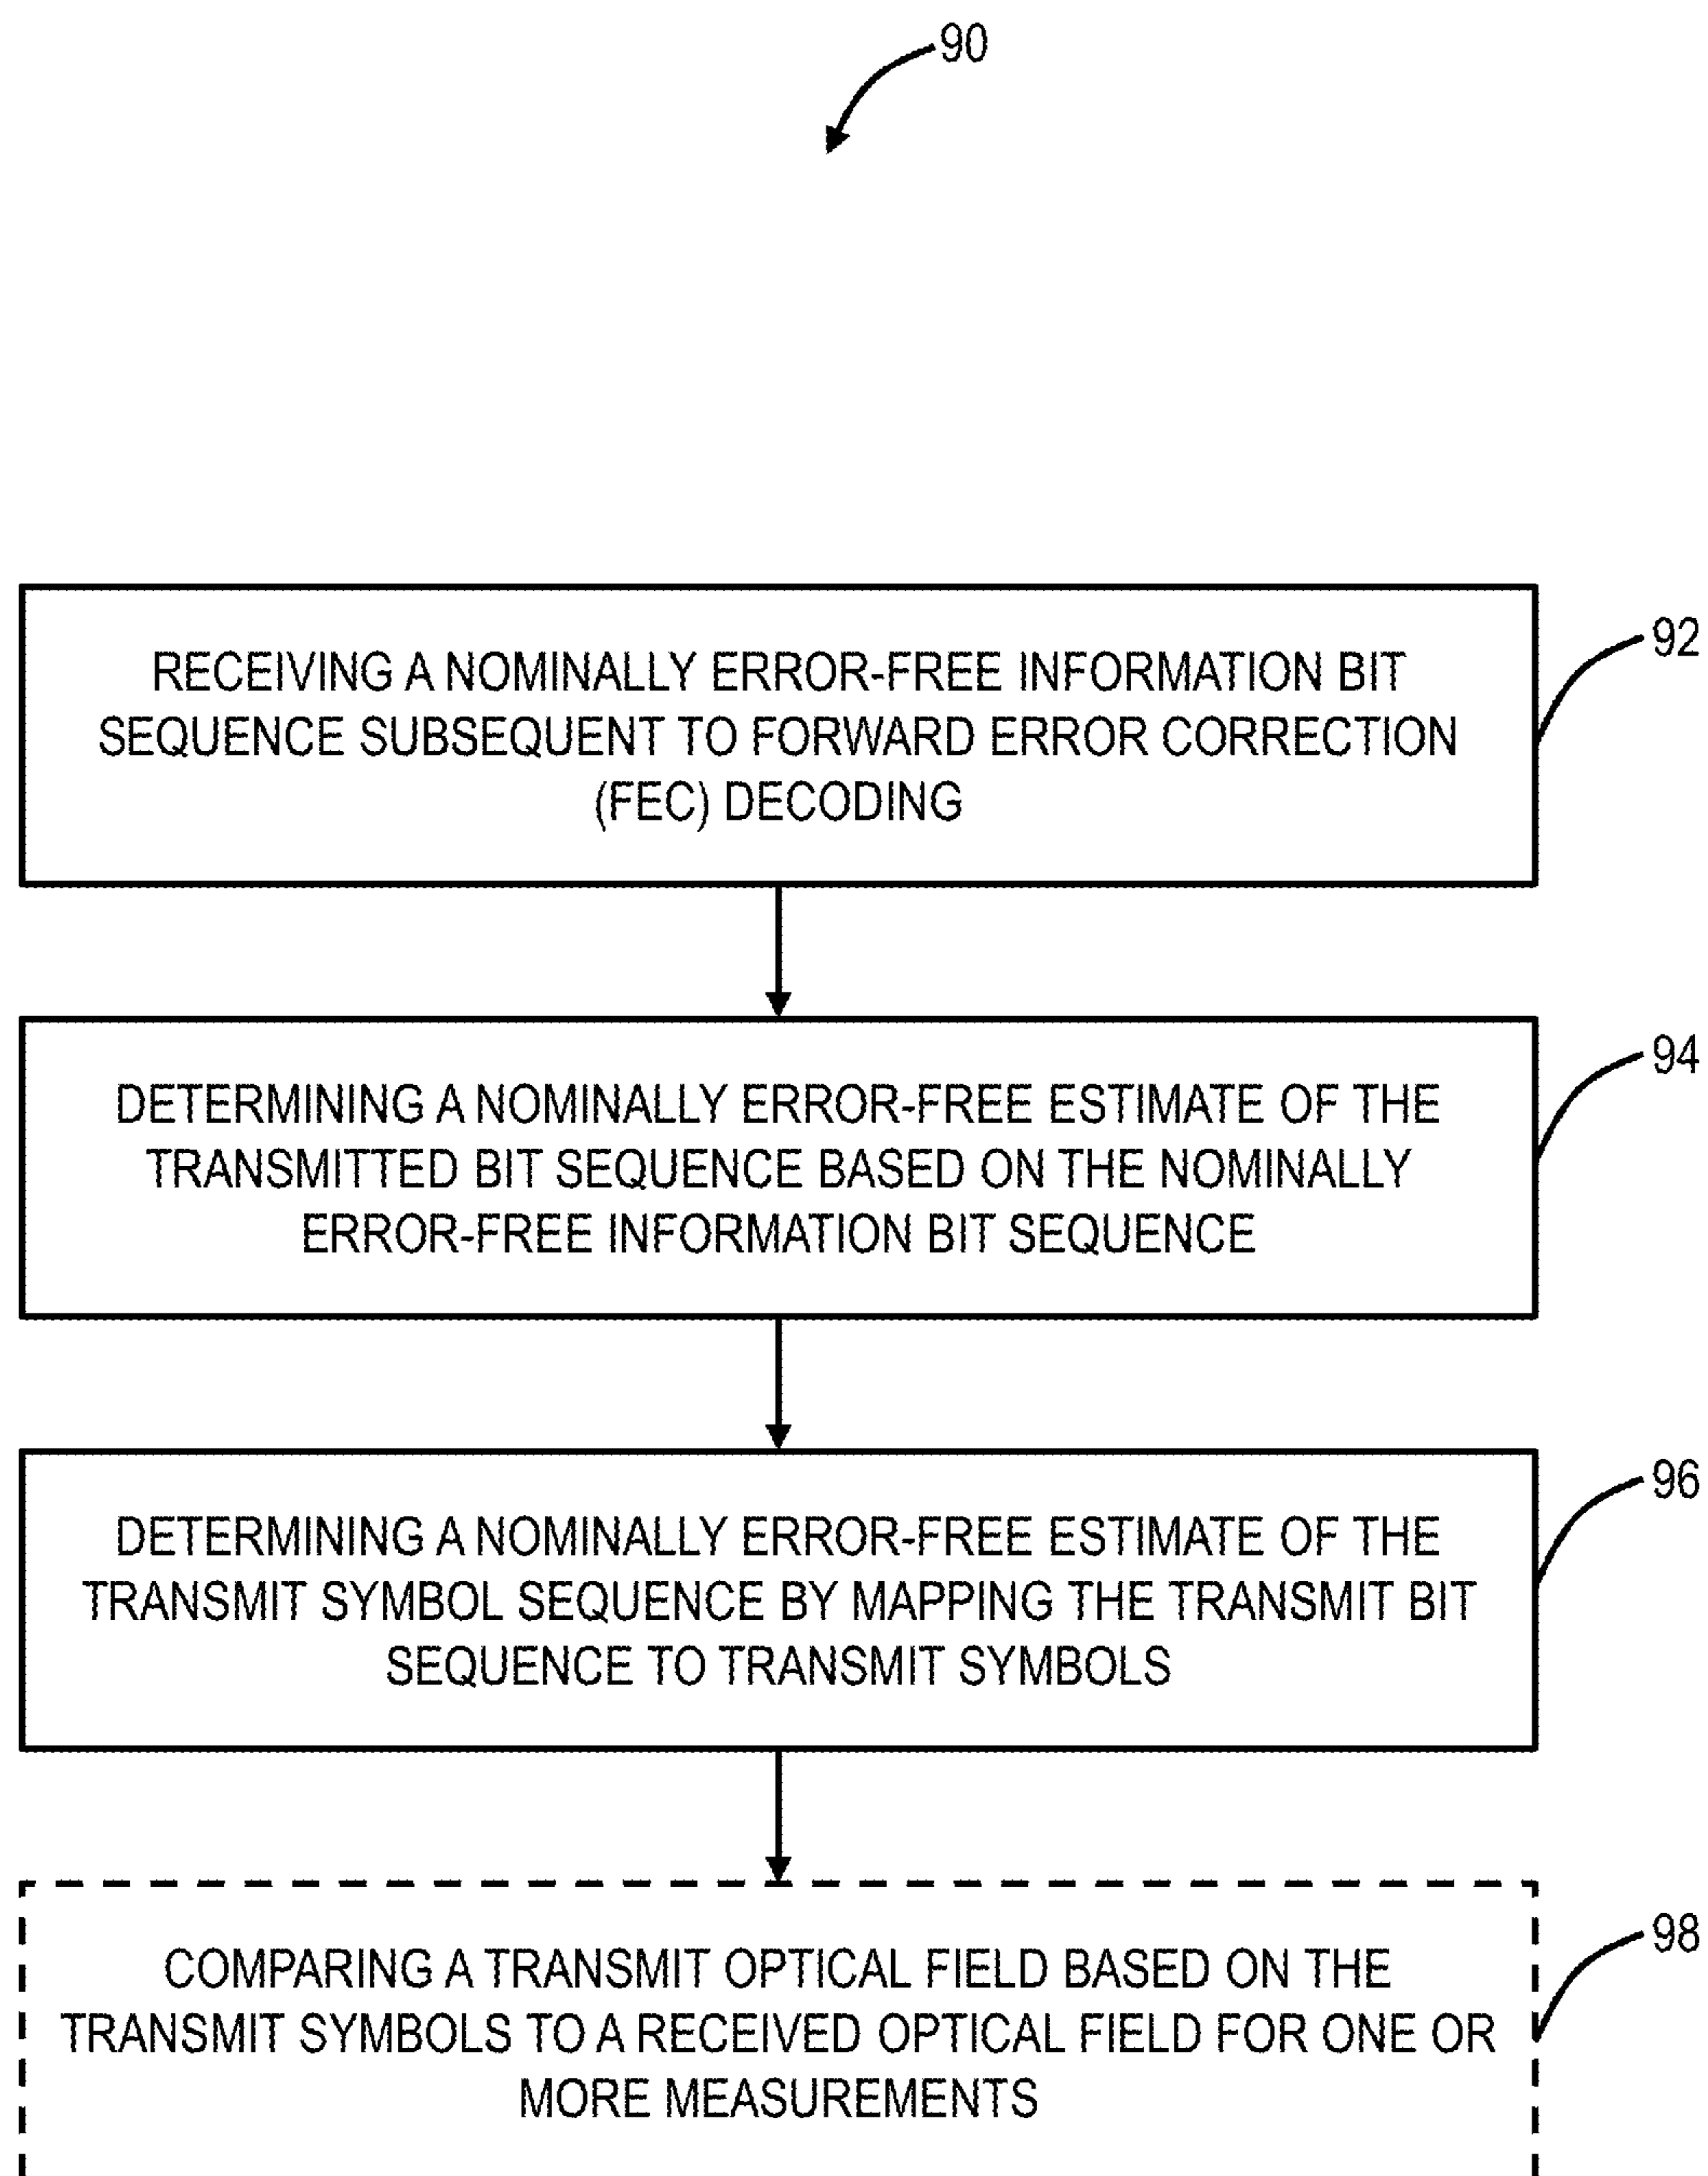 90
RECEIVING A NOMINALLY ERROR-FREE INFORMATION BIT
SEQUENCE SUBSEQUENT TO FORWARD ERROR CORRECTION
(FEC) DECODING
92
DETERMINING A NOMINALLY ERROR-FREE ESTIMATE OF THE
TRANSMITTED BIT SEQUENCE BASED ON THE NOMINALLY
ERROR-FREE INFORMATION BIT SEQUENCE
94
DETERMINING A NOMINALLY ERROR-FREE ESTIMATE OF THE
TRANSMIT SYMBOL SEQUENCE BY MAPPING THE TRANSMIT BIT
SEQUENCE TO TRANSMIT SYMBOLS
96
COMPARING A TRANSMIT OPTICAL FIELD BASED ON THE
TRANSMIT SYMBOLS TO A RECEIVED OPTICAL FIELD FOR ONE OR
MORE MEASUREMENTS
98